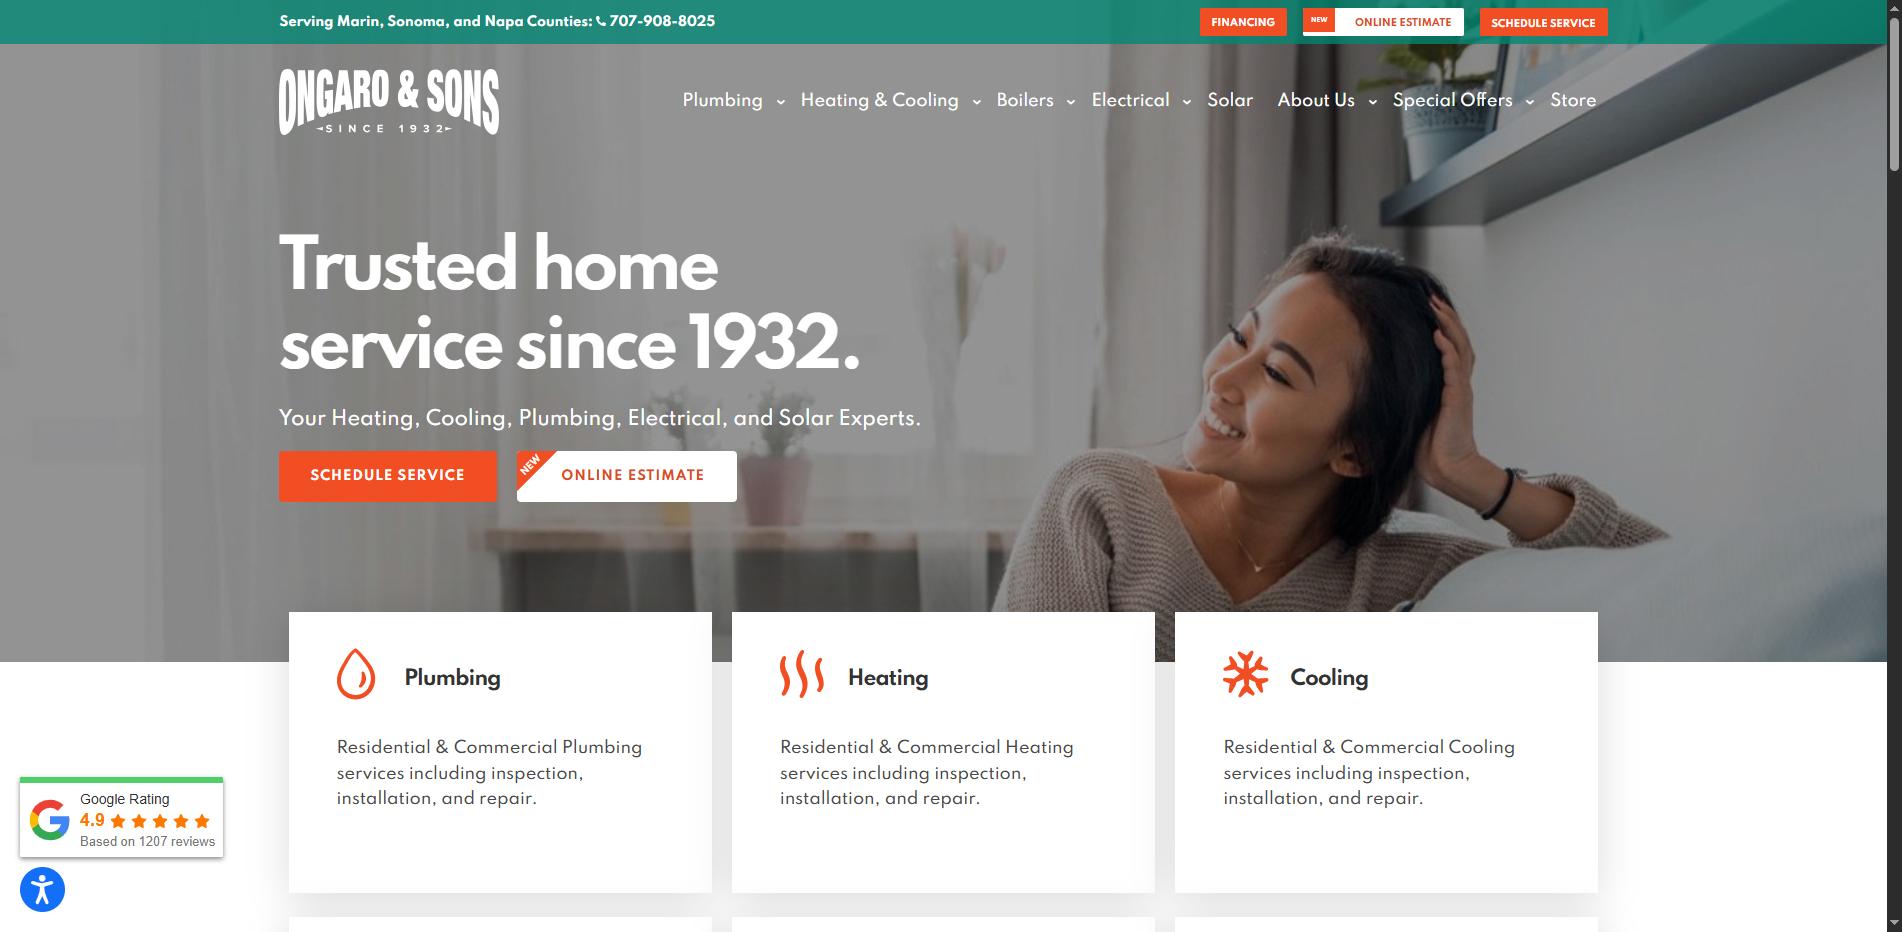 Serving Marin, Sonoma, and Napa Counties: 707-908-8025
FINANCING
NEW
ONLINE ESTIMATE
SCHEDULE SERVICE
ONGARO & SONS
SINCE 1932
Plumbing
Heating & Cooling
Boilers
Electrical
Solar
About Us
Special Offers
Store
Trusted home
service since 1932.
Your Heating, Cooling, Plumbing, Electrical, and Solar Experts.
SCHEDULE SERVICE
NEW
ONLINE ESTIMATE
Plumbing
Residential & Commercial Plumbing
services including inspection,
installation, and repair.
Heating
Residential & Commercial Heating
services including inspection,
installation, and repair.
Cooling
Residential & Commercial Cooling
services including inspection,
installation, and repair.
Google Rating
4.9
Based on 1207 reviews